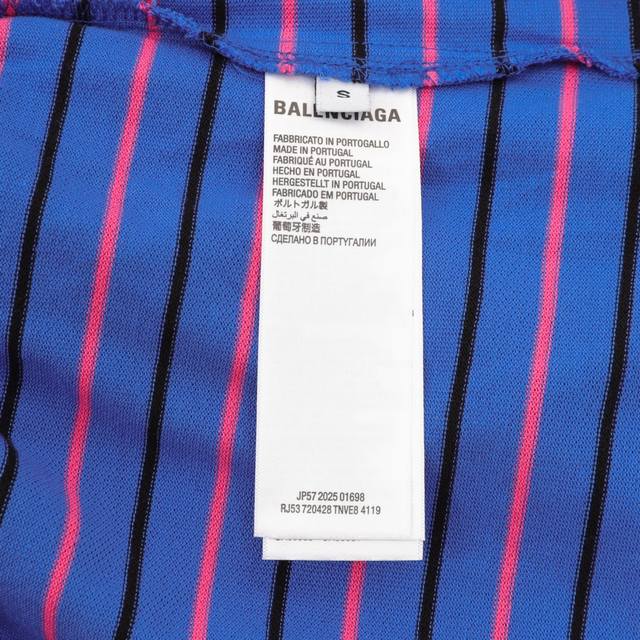 S
BALENCIAGA
FABBRICATO IN PORTOGALLO
MADE IN PORTUGAL
FABRIQUÉ AU PORTUGAL
HECHO EN PORTUGAL
HERGESTELLT IN PORTUGAL
FABRICADO EM PORTUGAL
ポルトガル製
صنع في البرتغال
葡萄牙制造
СДЕЛАНО В ПОРТУГАЛИИ
JP57 2025 01698
RJ53 720428 TNVE8 4119